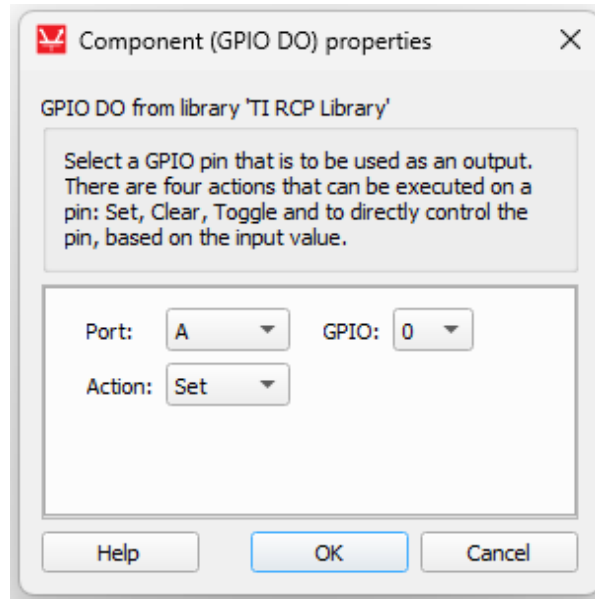 Component (GPIO DO) properties
GPIO DO from library 'TI RCP Library'
Select a GPIO pin that is to be used as an output.
There are four actions that can be executed on a
pin: Set, Clear, Toggle and to directly control the
pin, based on the input value.
Port: A GPIO: 0
Action: Set
Help OK Cancel